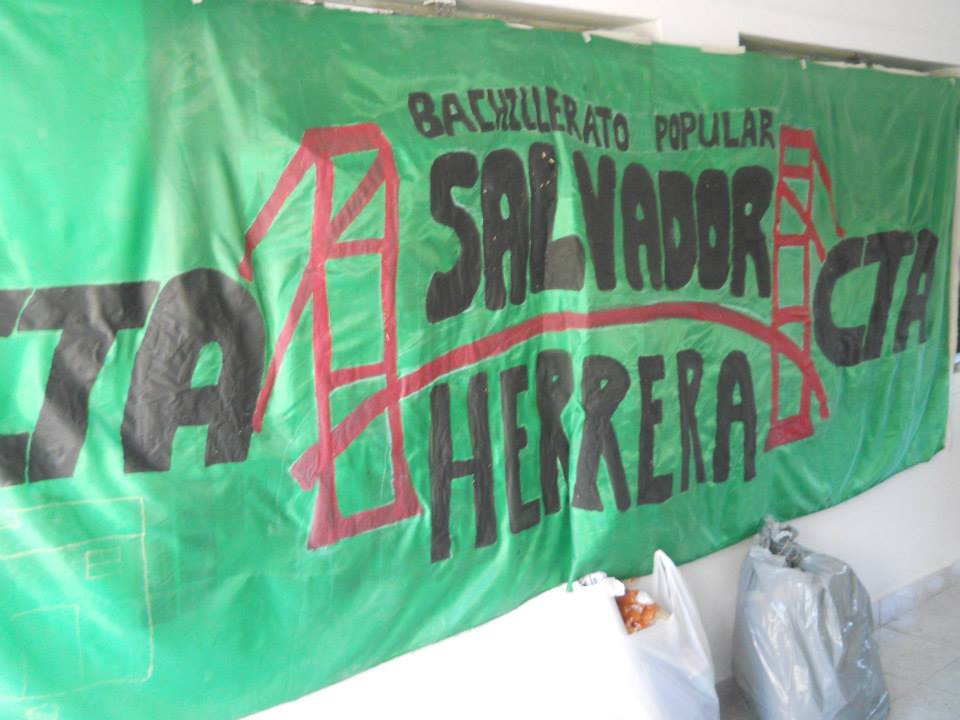 BACHILLERATO POPULAR
SALVADOR
HERRERA
CTA
CTA